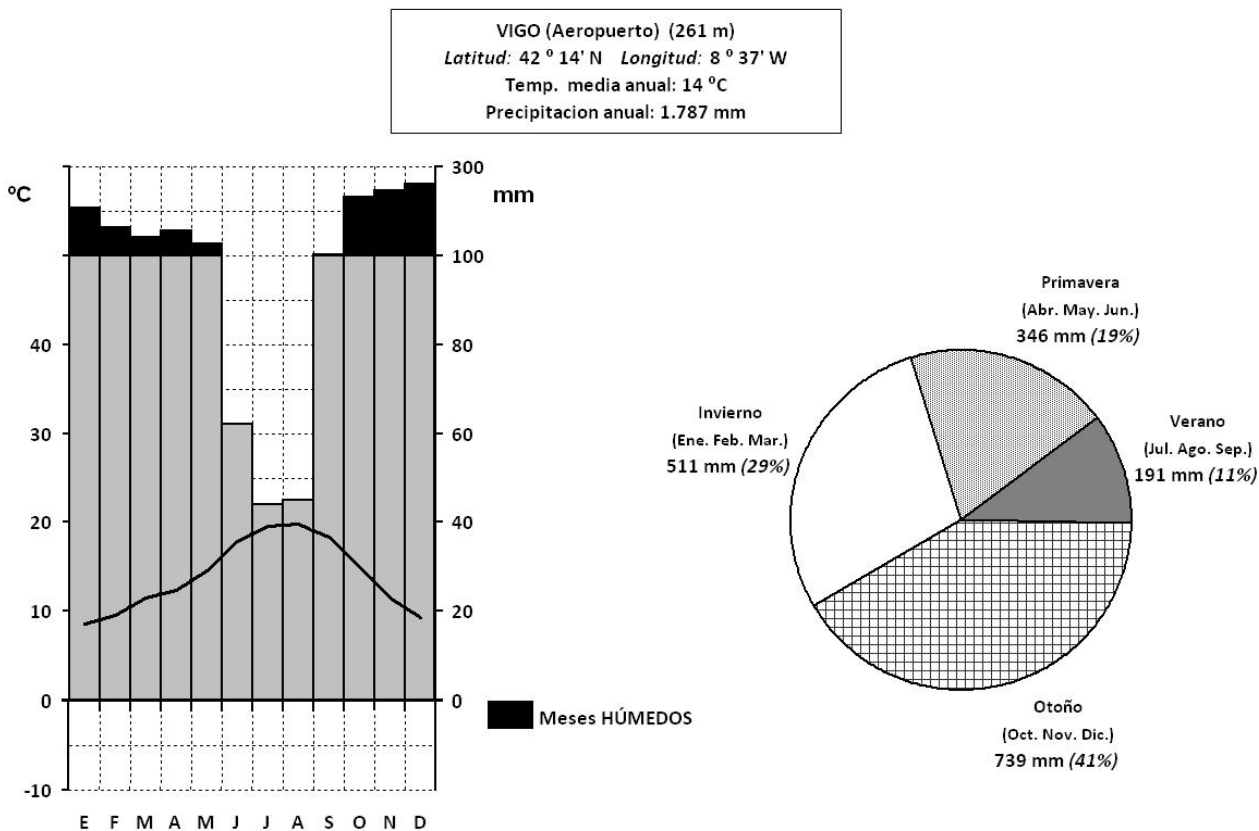 VIGO (Aeropuerto) (261 m)
Latitud: 42 º 14' N Longitud: 8 º 37' W
Temp. media anual: 14 ºC
Precipitacion anual: 1.787 mm
ºC
mm
300
100
40
80
30
60
20
40
10
20
0
0
-10
E F M A M J J A S O N D
Meses HÚMEDOS
Primavera
(Abr. May. Jun.)
346 mm (19%)
Invierno
(Ene. Feb. Mar.)
511 mm (29%)
Verano
(Jul. Ago. Sep.)
191 mm (11%)
Otoño
(Oct. Nov. Dic.)
739 mm (41%)